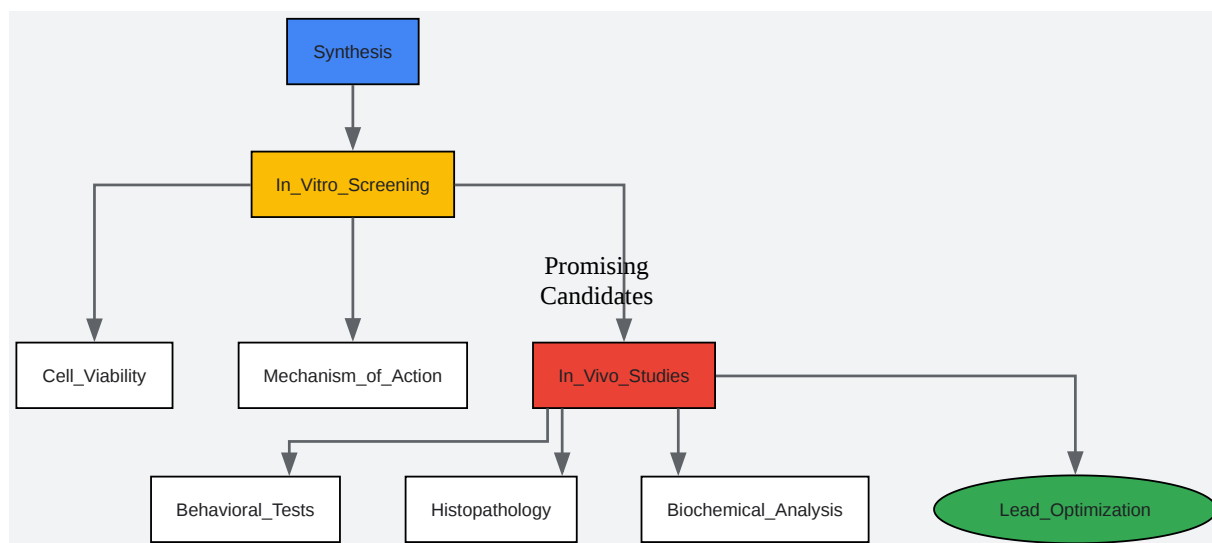 Synthesis
In_Vitro_Screening
Promising
Candidates
Cell_Viability
Mechanism_of_Action
In_Vivo_Studies
Behavioral_Tests
Histopathology
Biochemical_Analysis
Lead_Optimization